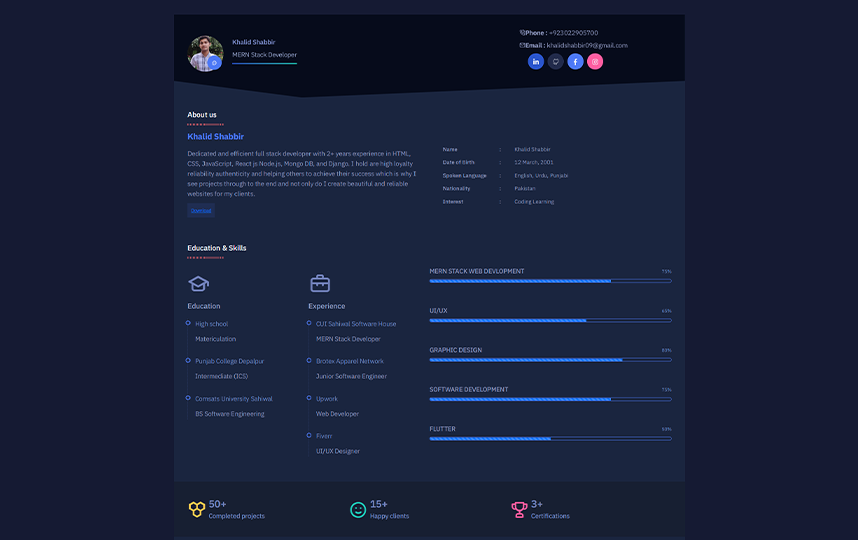 Khalid Shabbir
MERN Stack Developer
Phone : +923022905700
Email : khalidshabbir09@gmail.com
About us
Khalid Shabbir
Dedicated and efficient full stack developer with 2+ years experience in HTML,
CSS, JavaScript, React js Node.js, Mongo DB, and Django. I hold are high loyalty
reliability authenticity and helping others to achieve their success which is why I
see projects through to the end and not only do I create beautiful and reliable
websites for my clients.
Download
Name : Khalid Shabbir
Date of Birth : 12 March, 2001
Spoken Language : English, Urdu, Punjabi
Nationality : Pakistan
Interest : Coding Learning
Education & Skills
Education
High school
Matericulation
Punjab College Depalpur
Intermediate (ICS)
Comsats University Sahiwal
BS Software Engineering
Experience
CUI Sahiwal Software House
MERN Stack Developer
Brotex Apparel Network
Junior Software Engineer
Upwork
Web Developer
Fiverr
UI/UX Designer
MERN STACK WEB DEVLOPMENT 75%
UI/UX 65%
GRAPHIC DESIGN 80%
SOFTWARE DEVELOPMENT 75%
FLUTTER
50+
Completed projects
15+
Happy clients
3+
Certifications